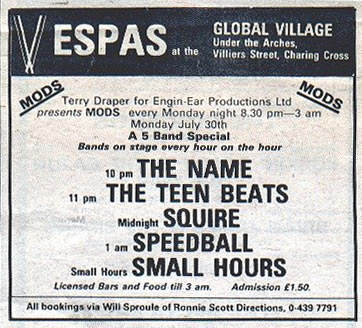 VESPAS at the GLOBAL VILLAGE
Under the Arches,
Villiers Street, Charing Cross
MODS MODS
Terry Draper for Engin-Ear Productions Ltd
presents MODS every Monday night 8.30 pm—3 am
Monday July 30th
A 5 Band Special
Bands on stage every hour on the hour
10 pm THE NAME
11 pm THE TEEN BEATS
Midnight SQUIRE
1 am SPEEDBALL
Small Hours SMALL HOURS
Licensed Bars and Food till 3 am. Admission £1.50.
All bookings via Will Sproule of Ronnie Scott Directions, 0-439 7791